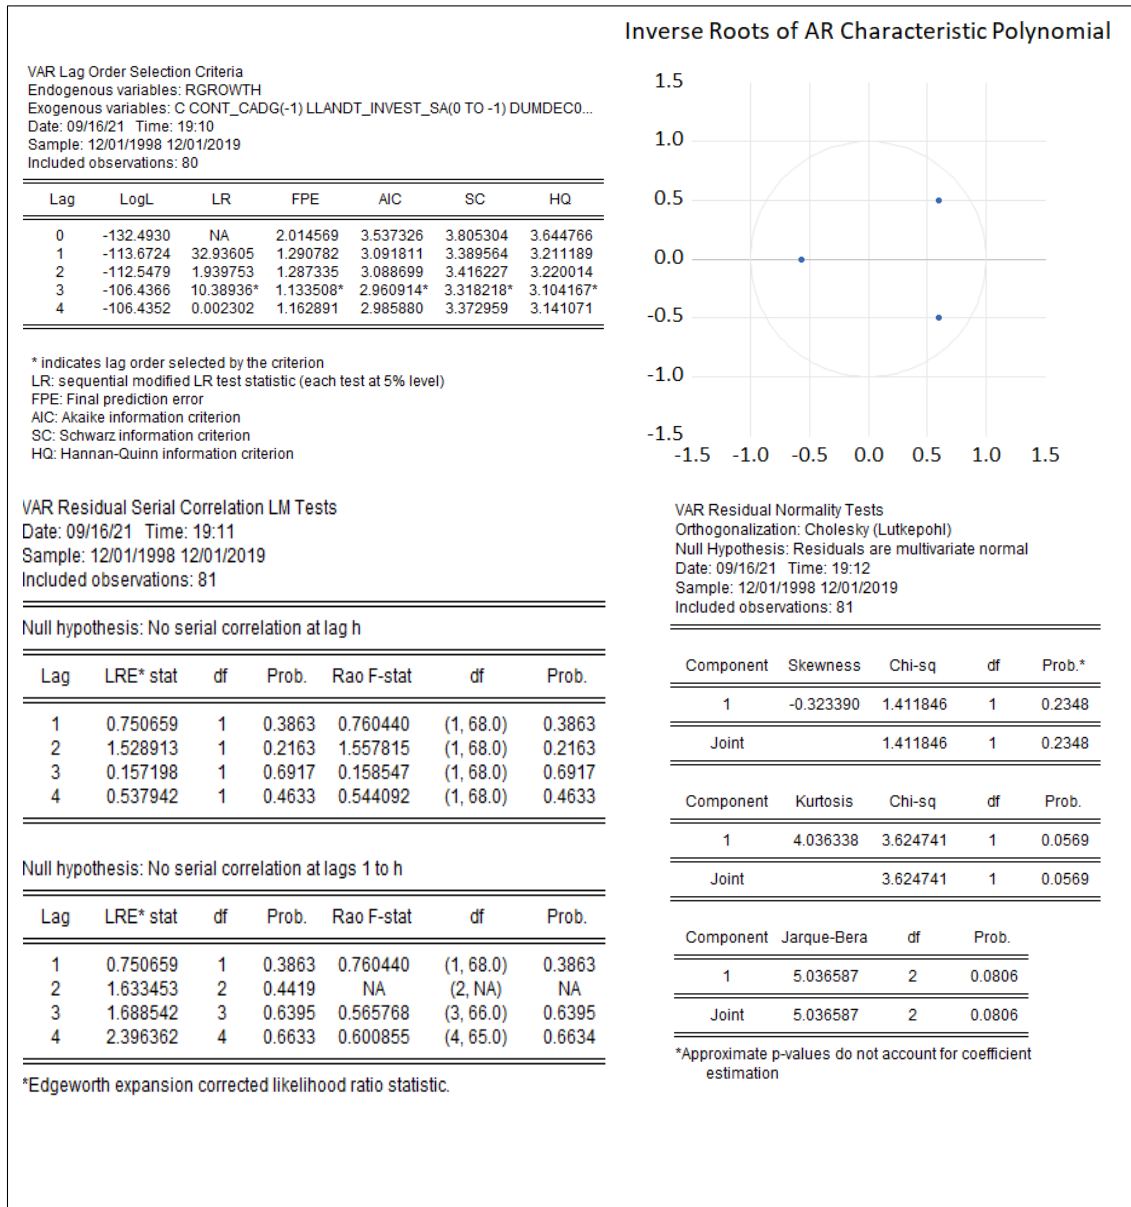 Inverse Roots of AR Characteristic Polynomial
VAR Lag Order Selection Criteria
Endogenous variables: RGROWTH
Exogenous variables: C CONT_CADG(-1) LLANDT_INVEST_SA(0 TO -1) DUMDEC0...
Date: 09/16/21 Time: 19:10
Sample: 12/01/1998 12/01/2019
Included observations: 80
Lag LogL LR FPE AIC SC HQ
0 -132.4930 NA 2.014569 3.537326 3.805304 3.644766
1 -113.6724 32.93605 1.290782 3.091811 3.389564 3.211189
2 -112.5479 1.939753 1.287335 3.088699 3.416227 3.220014
3 -106.4366 10.38936* 1.133508* 2.960914* 3.318218* 3.104167*
4 -106.4352 0.002302 1.162891 2.985880 3.372959 3.141071
* indicates lag order selected by the criterion
LR: sequential modified LR test statistic (each test at 5% level)
FPE: Final prediction error
AIC: Akaike information criterion
SC: Schwarz information criterion
HQ: Hannan-Quinn information criterion
1.5
1.0
0.5
0.0
-0.5
-1.0
-1.5
-1.5 -1.0 -0.5 0.0 0.5 1.0 1.5
VAR Residual Serial Correlation LM Tests
Date: 09/16/21 Time: 19:11
Sample: 12/01/1998 12/01/2019
Included observations: 81
Null hypothesis: No serial correlation at lag h
Lag LRE* stat df Prob. Rao F-stat df Prob.
1 0.750659 1 0.3863 0.760440 (1, 68.0) 0.3863
2 1.528913 1 0.2163 1.557815 (1, 68.0) 0.2163
3 0.157198 1 0.6917 0.158547 (1, 68.0) 0.6917
4 0.537942 1 0.4633 0.544092 (1, 68.0) 0.4633
Null hypothesis: No serial correlation at lags 1 to h
Lag LRE* stat df Prob. Rao F-stat df Prob.
1 0.750659 1 0.3863 0.760440 (1, 68.0) 0.3863
2 1.633453 2 0.4419 NA (2, NA) NA
3 1.688542 3 0.6395 0.565768 (3, 66.0) 0.6395
4 2.396362 4 0.6633 0.600855 (4, 65.0) 0.6634
*Edgeworth expansion corrected likelihood ratio statistic.
VAR Residual Normality Tests
Orthogonalization: Cholesky (Lutkepohl)
Null Hypothesis: Residuals are multivariate normal
Date: 09/16/21 Time: 19:12
Sample: 12/01/1998 12/01/2019
Included observations: 81
Component Skewness Chi-sq df Prob.*
1 -0.323390 1.411846 1 0.2348
Joint 1.411846 1 0.2348
Component Kurtosis Chi-sq df Prob.
1 4.036338 3.624741 1 0.0569
Joint 3.624741 1 0.0569
Component Jarque-Bera df Prob.
1 5.036587 2 0.0806
Joint 5.036587 2 0.0806
*Approximate p-values do not account for coefficient
estimation